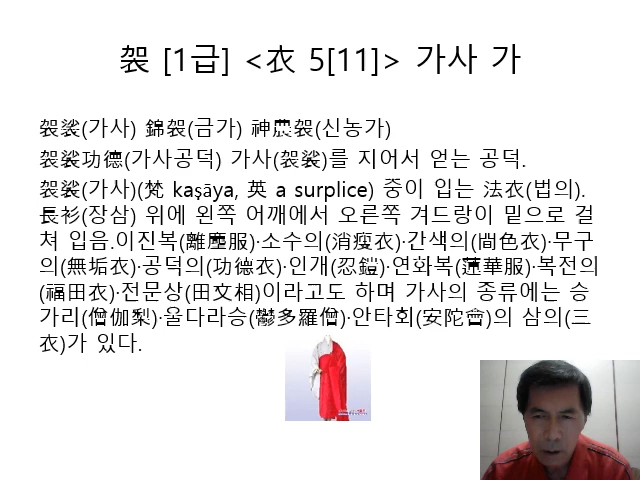 袈 [1급] <衣 5[11]> 가사 가
袈裟(가사) 錦袈(금가) 神農袈(신농가)
袈裟功德(가사공덕) 가사(袈裟)를 지어서 얻는 공덕.
袈裟(가사)(梵 kaşāya, 英 a surplice) 중이 입는 法衣(법의).
長衫(장삼) 위에 왼쪽 어깨에서 오른쪽 겨드랑이 밑으로 걸
쳐 입음.이진복(離塵服)·소수의(消瘦衣)·간색의(間色衣)·무구
의(無垢衣)·공덕의(功德衣)·인개(忍鎧)·연화복(蓮華服)·복전의
(福田衣)·전문상(田文相)이라고도 하며 가사의 종류에는 승
가리(僧伽梨)·울다라승(鬱多羅僧)·안타회(安陀會)의 삼의(三
衣)가 있다.